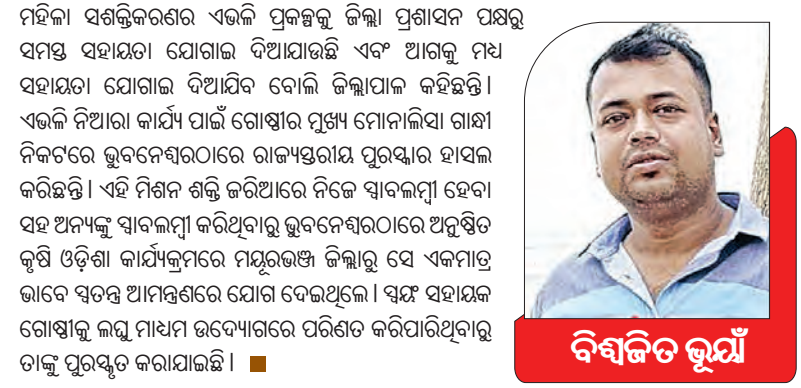 ମହିଳା ସଶକ୍ତିକରଣର ଏଭଳି ପ୍ରକଳ୍ପକୁ ଜିଲ୍ଲା ପ୍ରଶାସନ ପକ୍ଷରୁ
ସମସ୍ତ ସହାୟତା ଯୋଗାଇ ଦିଆଯାଉଛି ଏବଂ ଆଗକୁ ମଧ୍ୟ
ସହାୟତା ଯୋଗାଇ ଦିଆଯିବ ବୋଲି ଜିଲ୍ଲାପାଳ କହିଛନ୍ତି।
ଏଭଳି ନିଆରା କାର୍ଯ୍ୟ ପାଇଁ ଗୋଷ୍ଠୀର ମୁଖ୍ୟ ମୋନାଲିସା ଗାନ୍ଧୀ
ନିକଟରେ ଭୁବନେଶ୍ୱରଠାରେ ରାଜ୍ୟସ୍ତରୀୟ ପୁରସ୍କାର ହାସଲ
କରିଛନ୍ତି। ଏହି ମିଶନ ଶକ୍ତି ଜରିଆରେ ନିଜେ ସ୍ୱାବଲମ୍ବୀ ହେବା
ସହ ଅନ୍ୟଙ୍କୁ ସ୍ୱାବଲମ୍ବୀ କରିଥିବାରୁ ଭୁବନେଶ୍ୱରଠାରେ ଅନୁଷ୍ଠିତ
କୃଷି ଓଡ଼ିଶା କାର୍ଯ୍ୟକ୍ରମରେ ମୟୂରଭଞ୍ଜ ଜିଲ୍ଲାରୁ ସେ ଏକମାତ୍ର
ଭାବେ ସ୍ୱତନ୍ତ୍ର ଆମନ୍ତ୍ରଣରେ ଯୋଗ ଦେଇଥିଲେ। ସ୍ୱୟଂ ସହାୟକ
ଗୋଷ୍ଠୀକୁ ଲଘୁ ମାଧ୍ୟମ ଉଦ୍ୟୋଗରେ ପରିଣତ କରିପାରିଥିବାରୁ
ତାଙ୍କୁ ପୁରସ୍କୃତ କରାଯାଇଛି।
ବିଶ୍ୱଜିତ ଭୂୟାଁ